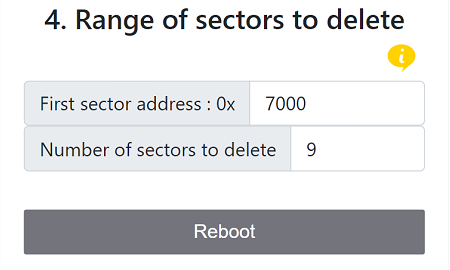 4. Range of sectors to delete
i
First sector address : 0x 7000
Number of sectors to delete 9
Reboot